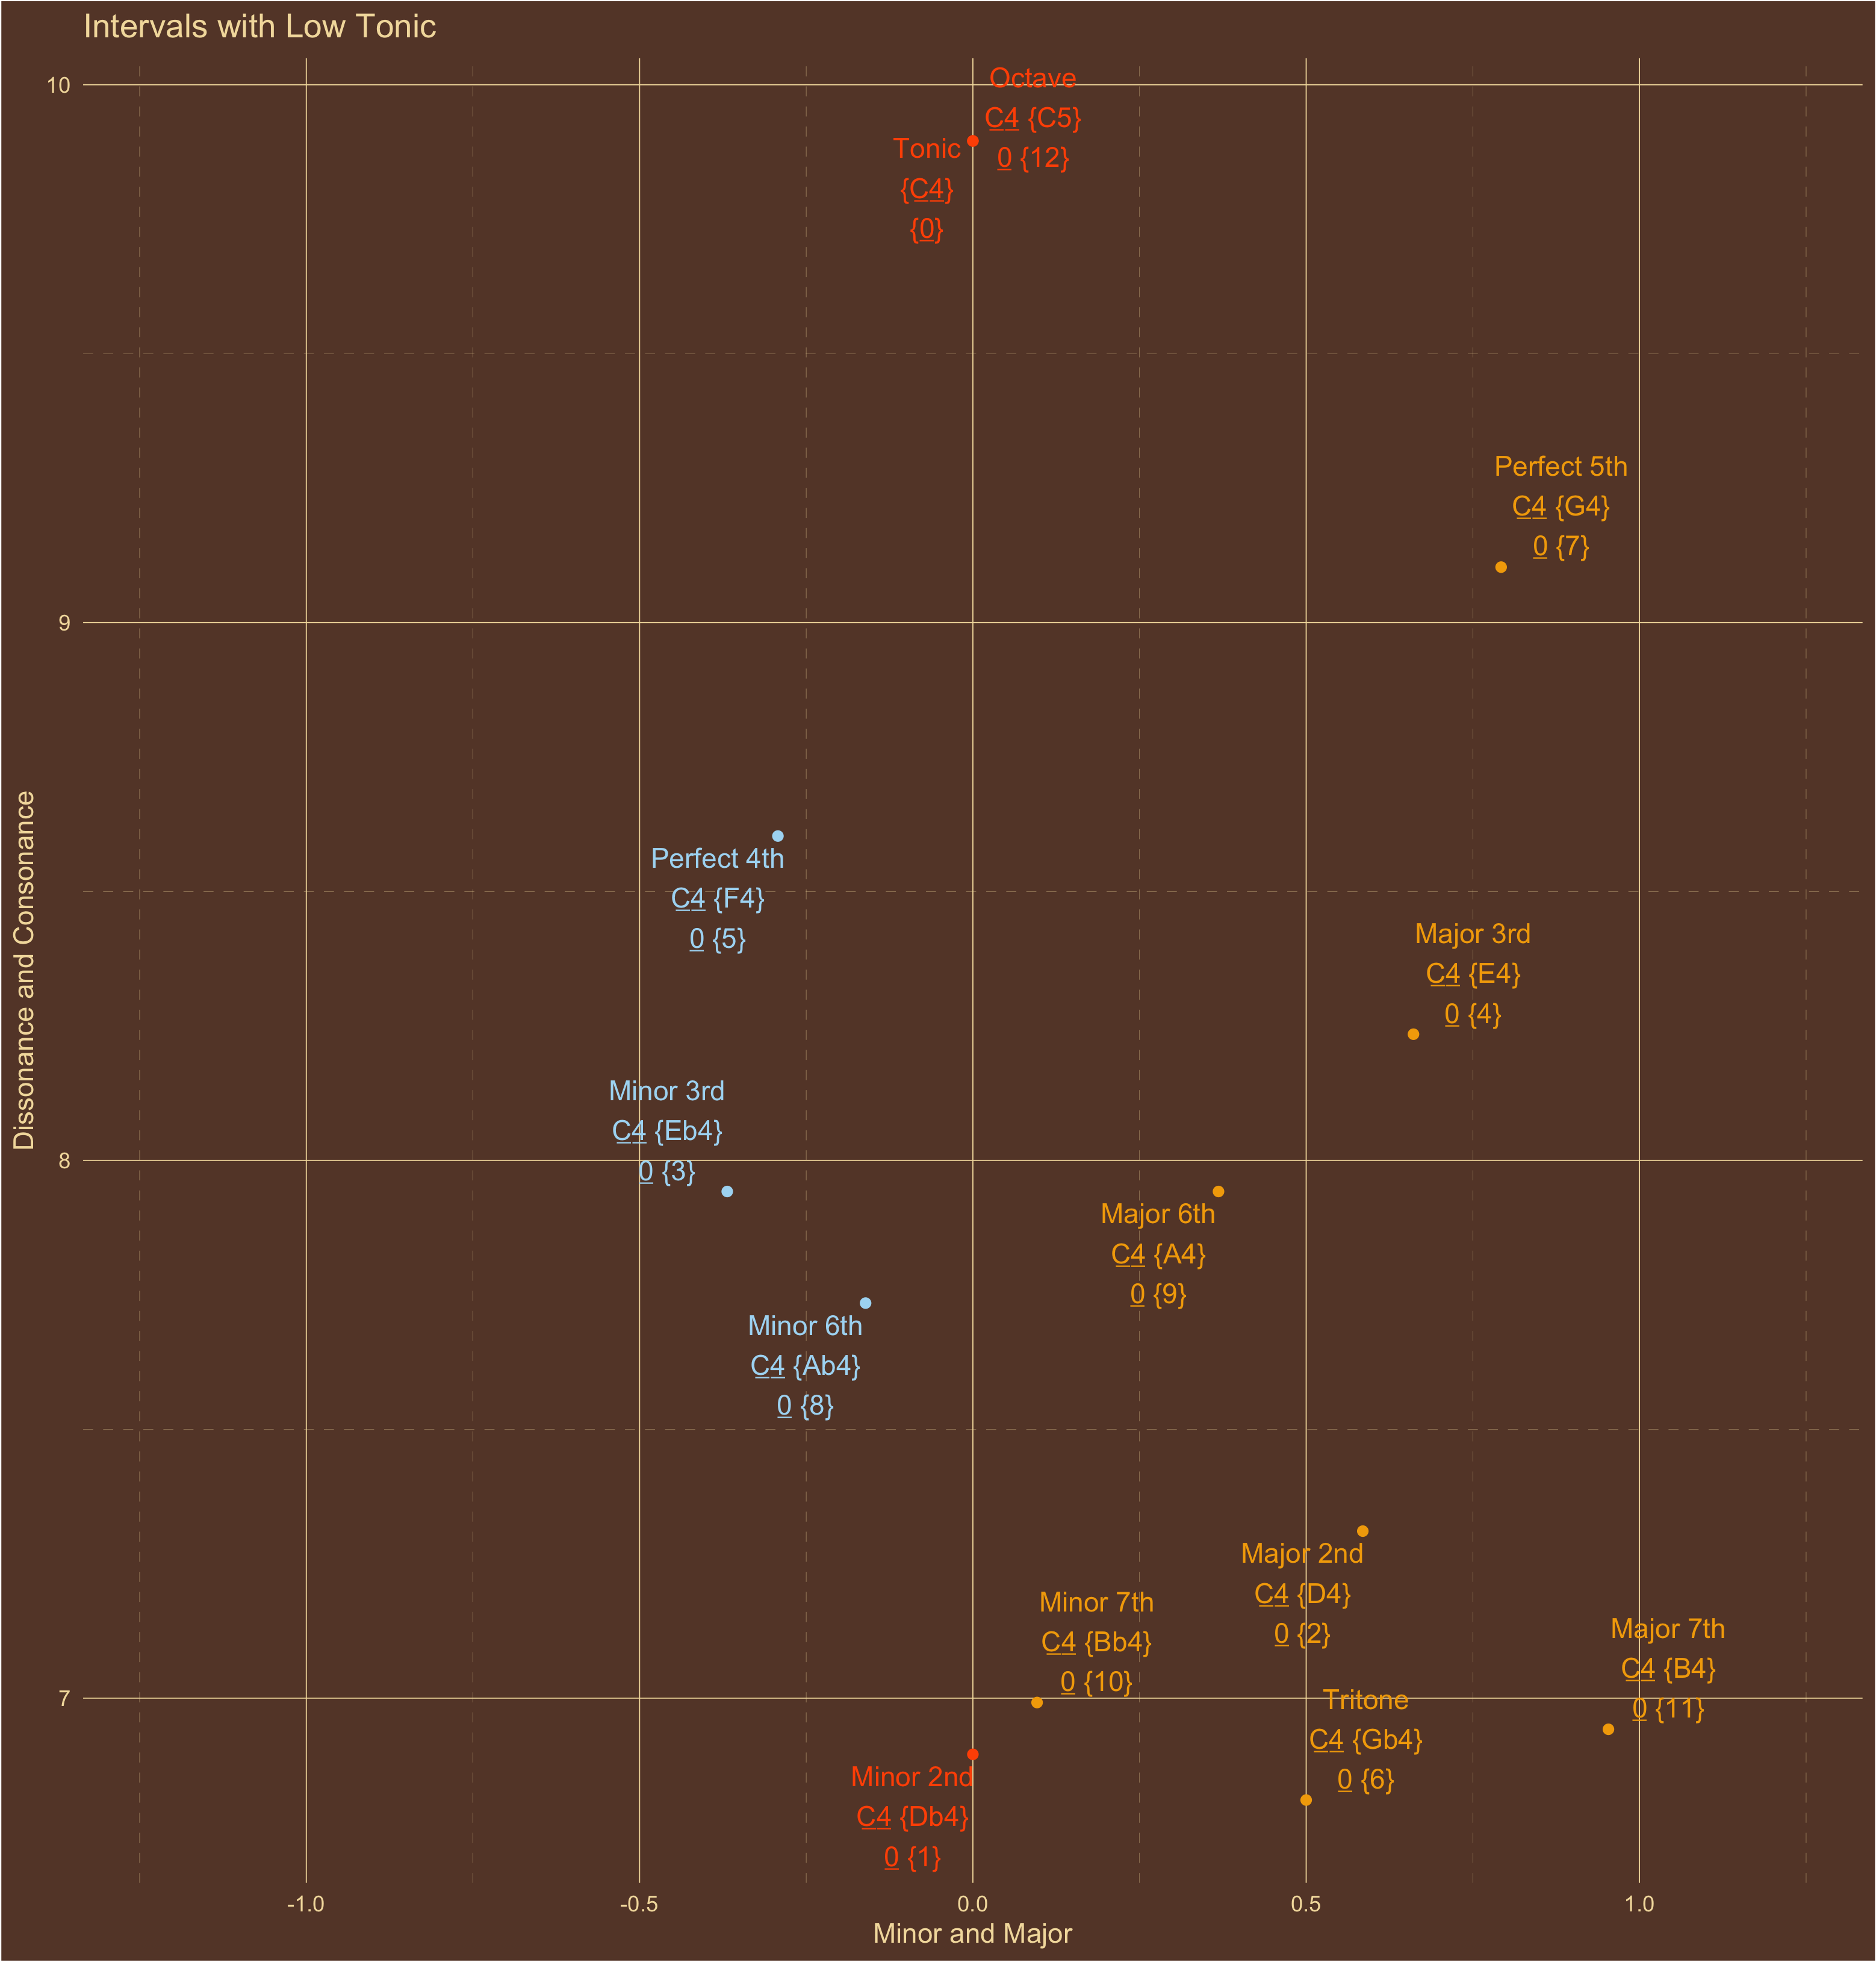 Intervals with Low Tonic
10
Octave
C4 {C5}
0 {12}
Tonic
{C4}
{0}
Perfect 5th
C4 {G4}
0 {7}
9
Perfect 4th
C4 {F4}
0 {5}
Major 3rd
C4 {E4}
0 {4}
Dissonance and Consonance
Minor 3rd
C4 {Eb4}
0 {3}
8
Major 6th
C4 {A4}
0 {9}
Minor 6th
C4 {Ab4}
0 {8}
Major 2nd
C4 {D4}
0 {2}
Minor 7th
C4 {Bb4}
0 {10}
Major 7th
C4 {B4}
0 {11}
7
Tritone
C4 {Gb4}
0 {6}
Minor 2nd
C4 {Db4}
0 {1}
-1.0 -0.5 0.0 0.5 1.0
Minor and Major